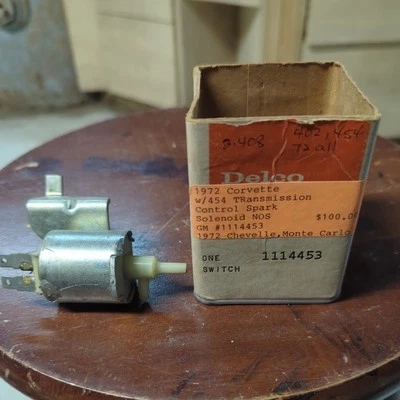 2.408
402, 454
72 all
Delco
1972 Corvette
w/454 TRansmission
Control Spark
Solenoid NOS $100.0
GM #1114453
1972 Chevelle,Monte Carlo
ONE 1114453
SWITCH